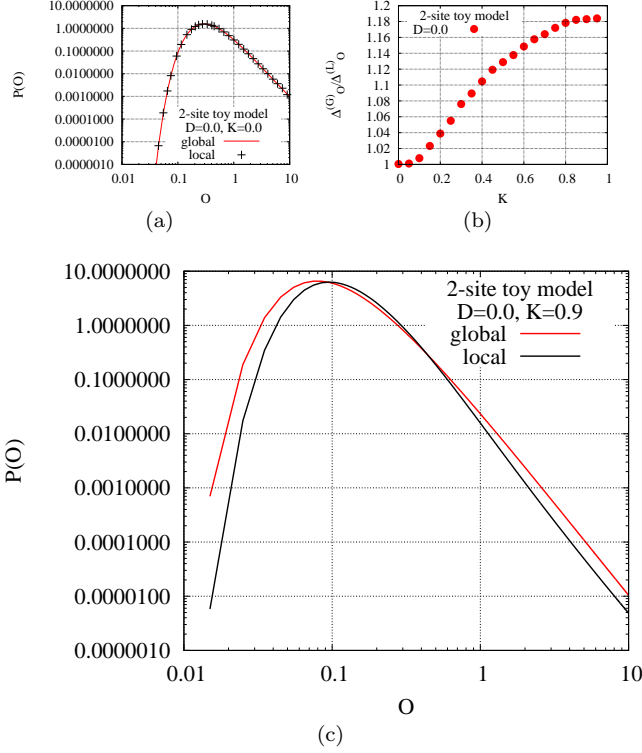 10.0000000
1.0000000
0.1000000
0.0100000
0.0010000
0.0001000
0.0000100
0.0000010
P(O)
2-site toy model
D=0.0, K=0.0
global
local
0.01
0.1
1
10
O
(a)
1.18
1.16
1.14
1.12
1.1
1.08
1.06
1.04
1.02
1
Δ(G)O/Δ(L)O
2-site toy model
D=0.0
0
0.2
0.4
0.6
0.8
1
K
(b)
10.0000000
1.0000000
0.1000000
0.0100000
0.0010000
0.0001000
0.0000100
0.0000010
P(O)
2-site toy model
D=0.0, K=0.9
global
local
0.01
0.1
1
10
O
(c)